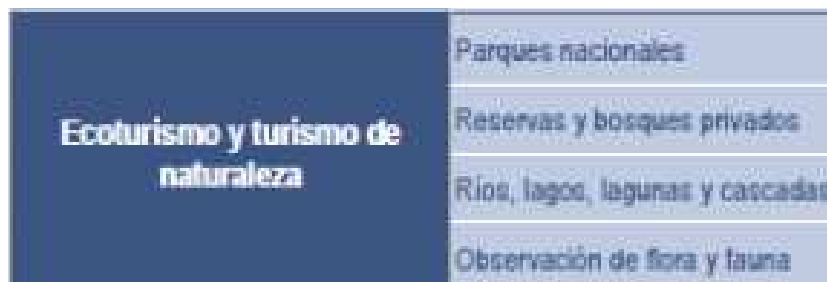 Ecoturismo y turismo de
naturaleza
Parques nacionales
Reservas y bosques privados
Ríos, lagos, lagunas y cascadas
Observación de flora y fauna